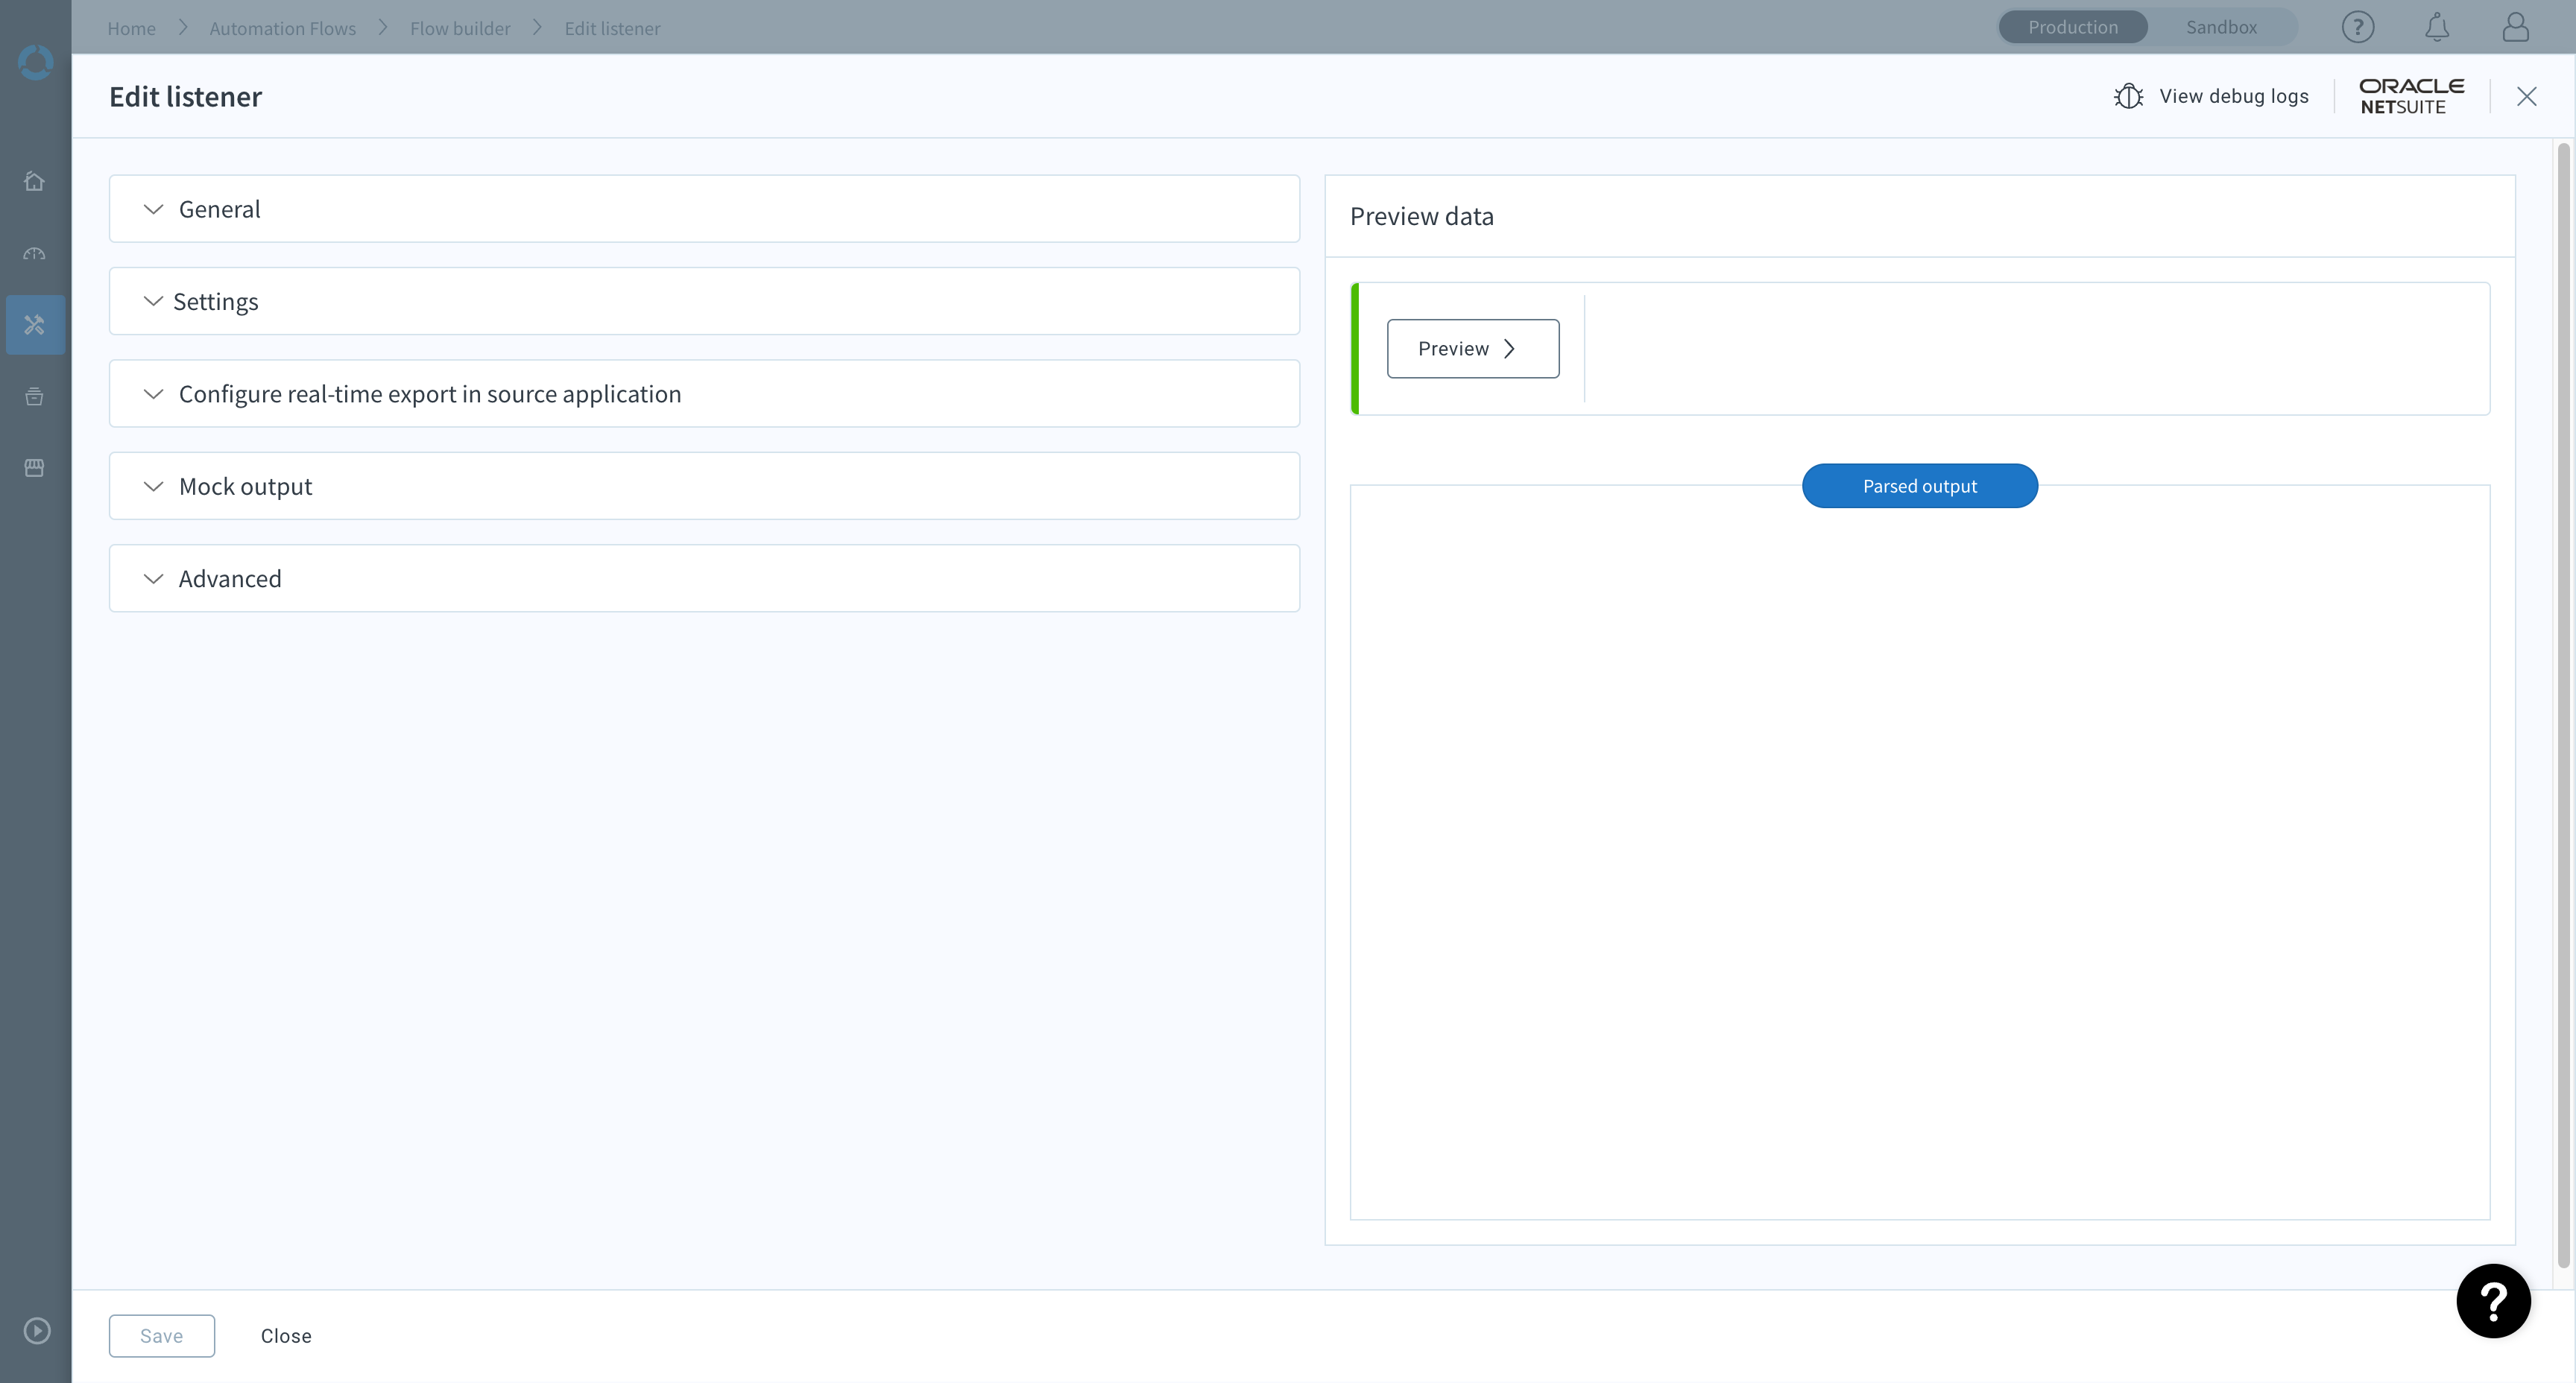 Home > Automation Flows > Flow builder > Edit listener
Production Sandbox ?
Edit listener
View debug logs
ORACLE
NETSUITE
General
Settings
Configure real-time export in source application
Mock output
Advanced
Preview data
Preview >
Parsed output
Save Close
?